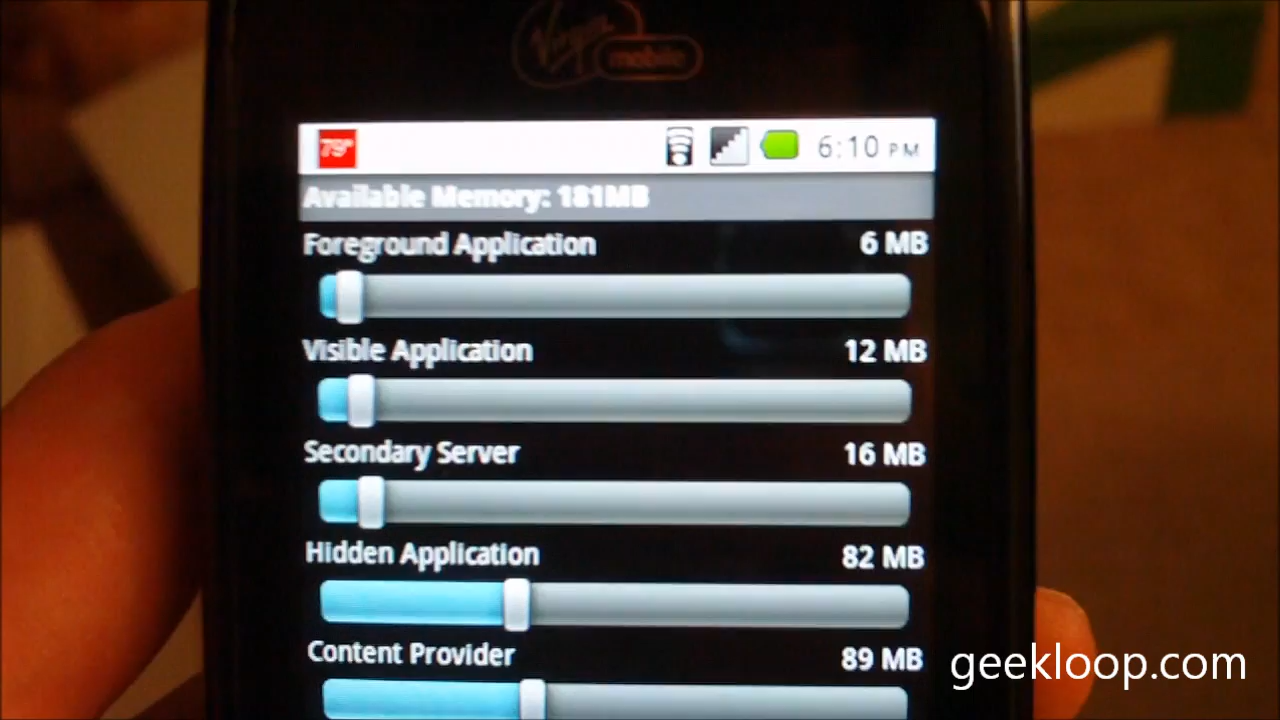 Virgin
mobile
79°
6:10 PM
Available Memory: 181MB
Foreground Application 6 MB
Visible Application 12 MB
Secondary Server 16 MB
Hidden Application 82 MB
Content Provider 89 MB
geekloop.com